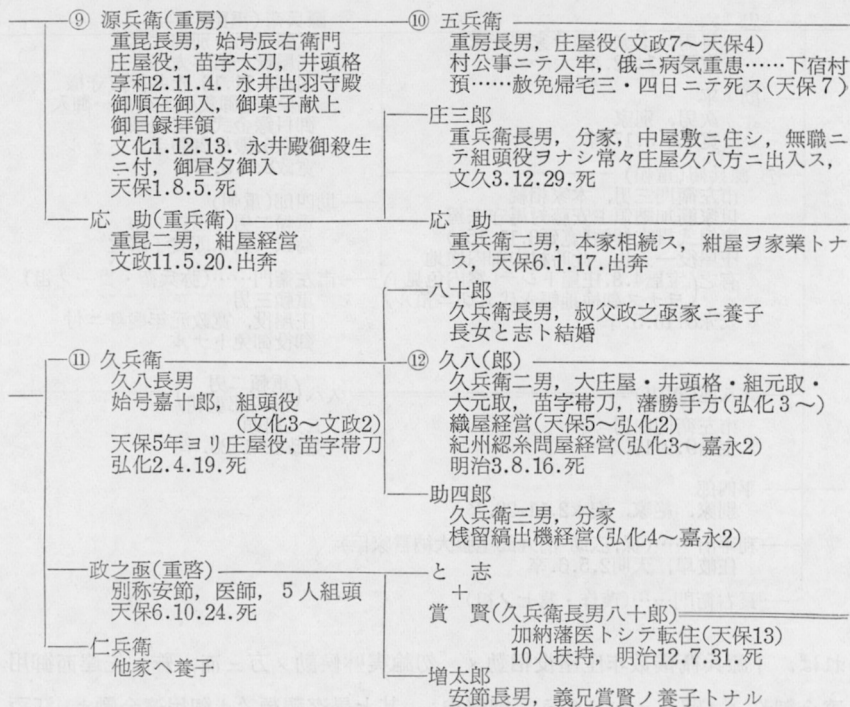 ⑨ 源兵衛(重房)
重昆長男，始号辰右衛門
庄屋役，苗字太刀，井頭格
享和2.11.4. 永井出羽守殿
御順在御入，御菓子献上
御目録拝領
文化1.12.13. 永井殿御殺生
ニ付，御昼夕御入
天保1.8.5.死
応　助(重兵衛)
重昆二男，紺屋経営
文政11.5.20.出奔
⑪ 久兵衛
久八長男
始号嘉十郎，組頭役
(文化3〜文政2)
天保5年ヨリ庄屋役，苗字帯刀
弘化2.4.19.死
政之亟(重啓)
別称安節，医師，5人組頭
天保6.10.24.死
仁兵衛
他家へ養子
⑩ 五兵衛
重房長男，庄屋役(文政7〜天保4)
村公事ニテ入牢，俄ニ病気重患……下宿村
預……赦免帰宅三・四日ニテ死ス(天保7)
庄三郎
重兵衛長男，分家，中屋敷ニ住シ，無職ニ
テ組頭役ヲナシ常々庄屋久八方ニ出入ス，
文久3.12.29.死
応　助
重兵衛二男，本家相続ス，紺屋ヲ家業トナ
ス，天保6.1.17.出奔
八十郎
久兵衛長男，叔父政之亟家ニ養子
長女と志ト結婚
⑫ 久八(郎)
久兵衛二男，大庄屋・井頭格・組元取・
大元取，苗字帯刀，藩勝手方(弘化3〜)
織屋経営(天保5〜弘化2)
紀州綛糸問屋経営(弘化3〜嘉永2)
明治3.8.16.死
助四郎
久兵衛三男，分家
桟留縞出機経営(弘化4〜嘉永2)
と　志
＋
賞　賢(久兵衛長男八十郎)
加納藩医トシテ転住(天保13)
10人扶持，明治12.7.31.死
増太郎
安節長男，義兄賞賢ノ養子トナル